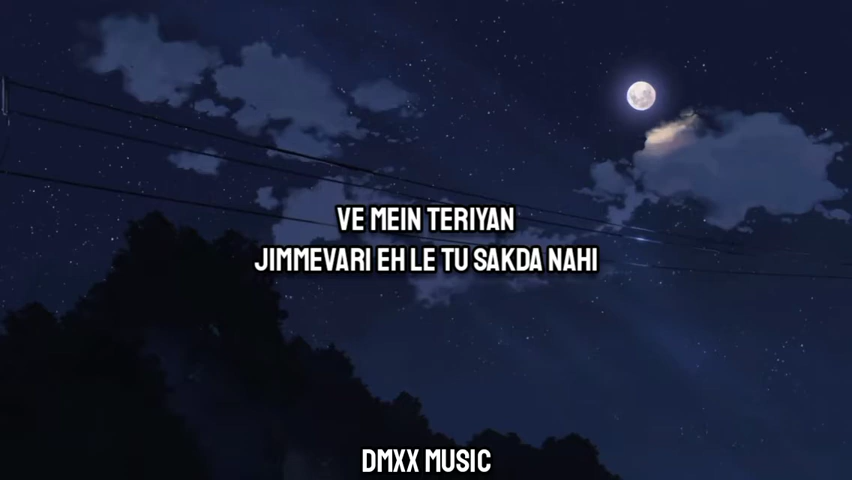 VE MEIN TERIYAN
JIMMEVARI EH LE TU SAKDA NAHI
DMXX MUSIC